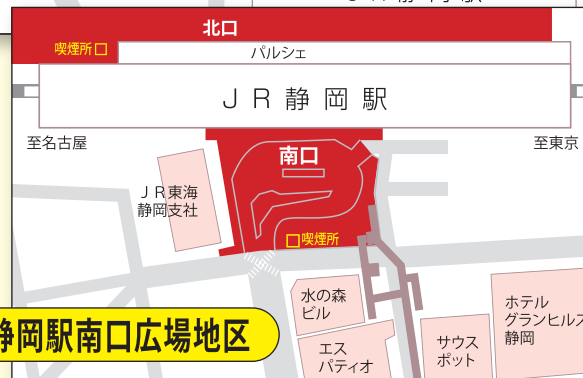 北口
喫煙所
パルシェ
JR静岡駅
至名古屋
至東京
南口
JR東海
静岡支社
喫煙所
水の森
ビル
ホテル
グランヒルズ
静岡
エス
パティオ
サウス
ポット
静岡駅南口広場地区